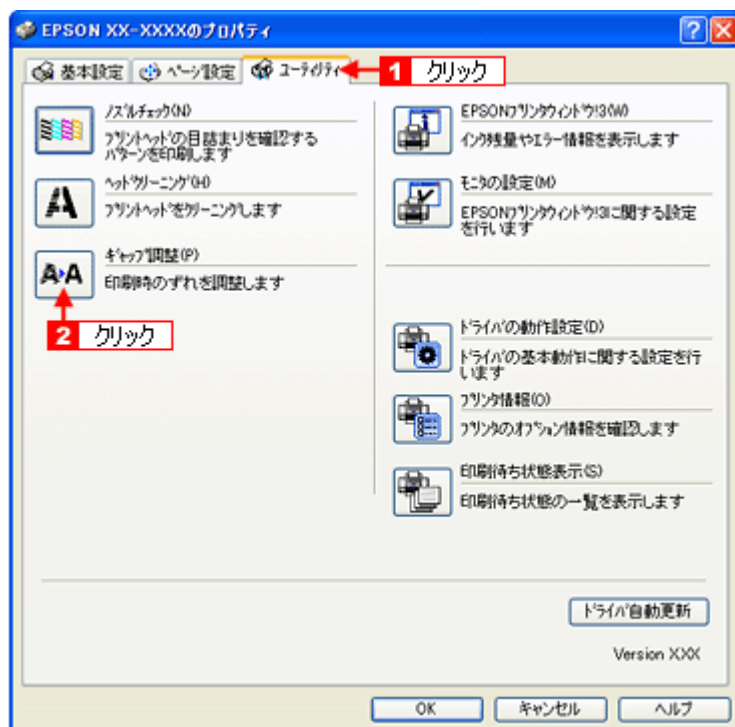 EPSON XX-XXXXのプロパティ
基本設定 ページ設定 ユーティリティ 1 クリック
ノズルチェック(N)
プリントヘッドの目詰まりを確認する
パターンを印刷します
ヘッドクリーニング(H)
プリントヘッドをクリーニングします
ギャップ調整(P)
印刷時のずれを調整します
2 クリック
EPSONプリンタウィンドウ!3(W)
インク残量やエラー情報を表示します
モニタの設定(M)
EPSONプリンタウィンドウ!3に関する設定
を行います
ドライバの動作設定(D)
ドライバの基本動作に関する設定を行
います
プリンタ情報(O)
プリンタのオプション情報を確認します
印刷待ち状態表示(S)
印刷待ち状態の一覧を表示します
ドライバ自動更新
Version XXX
OK キャンセル ヘルプ